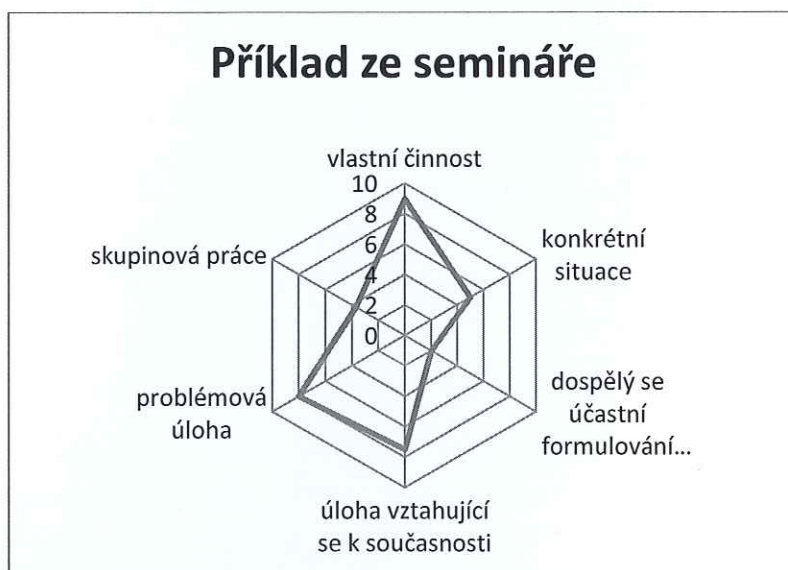 Příklad ze semináře
vlastní činnost
10
8
6
4
2
0
konkrétní
situace
dospělý se
účastní
formulování...
úloha vztahující
se k současnosti
problémová
úloha
skupinová práce